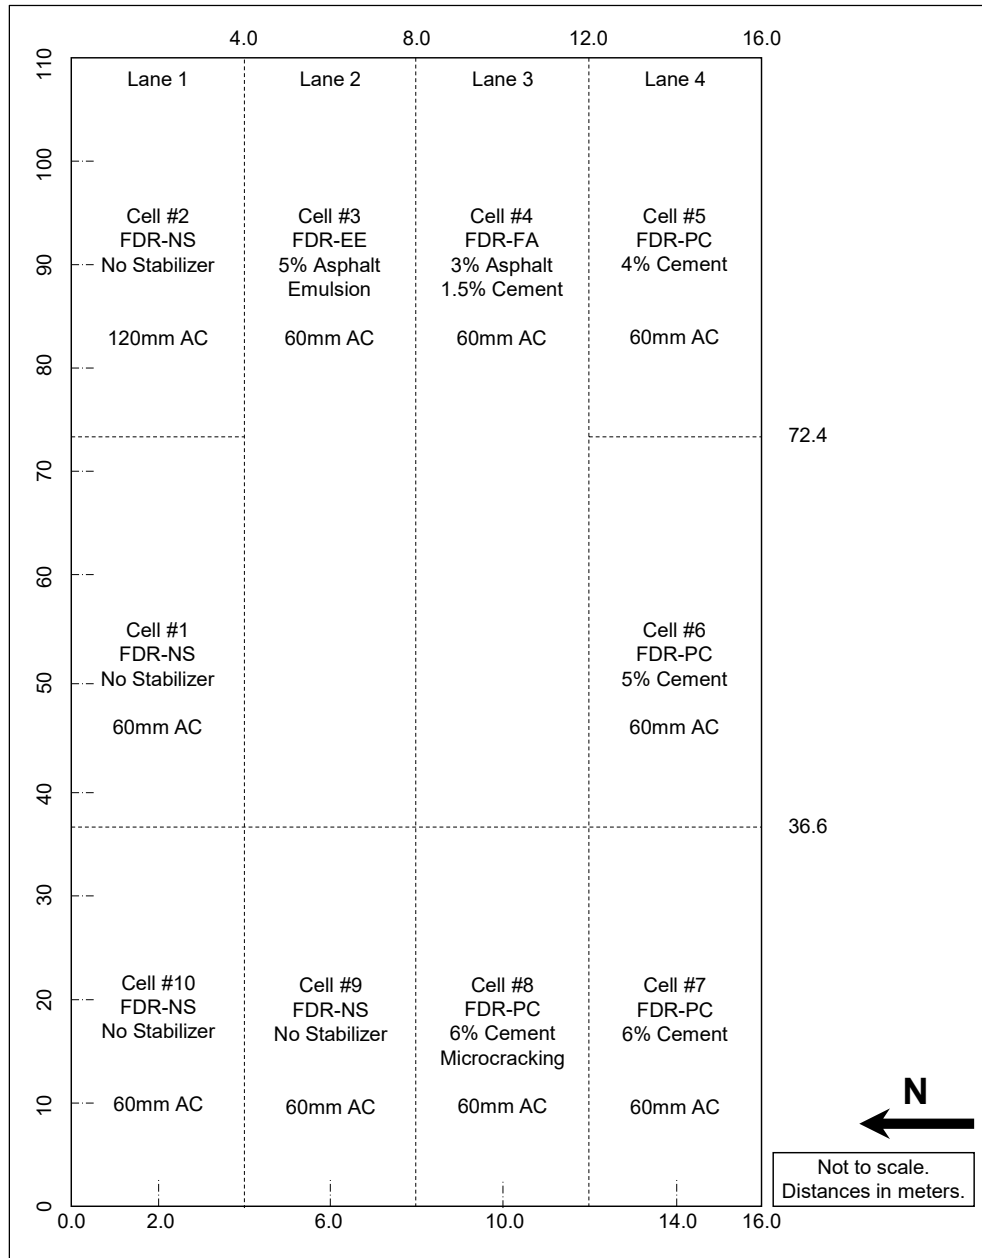 4.0
8.0
12.0
16.0
110
Lane 1
Lane 2
Lane 3
Lane 4
100
Cell #2
FDR-NS
No Stabilizer
120mm AC
Cell #3
FDR-EE
5% Asphalt
Emulsion
60mm AC
Cell #4
FDR-FA
3% Asphalt
1.5% Cement
60mm AC
Cell #5
FDR-PC
4% Cement
60mm AC
90
80
72.4
70
60
Cell #1
FDR-NS
No Stabilizer
60mm AC
Cell #6
FDR-PC
5% Cement
60mm AC
50
40
36.6
30
Cell #10
FDR-NS
No Stabilizer
60mm AC
Cell #9
FDR-NS
No Stabilizer
60mm AC
Cell #8
FDR-PC
6% Cement
Microcracking
60mm AC
Cell #7
FDR-PC
6% Cement
60mm AC
20
10
N
Not to scale.
Distances in meters.
0
0.0
2.0
6.0
10.0
14.0
16.0